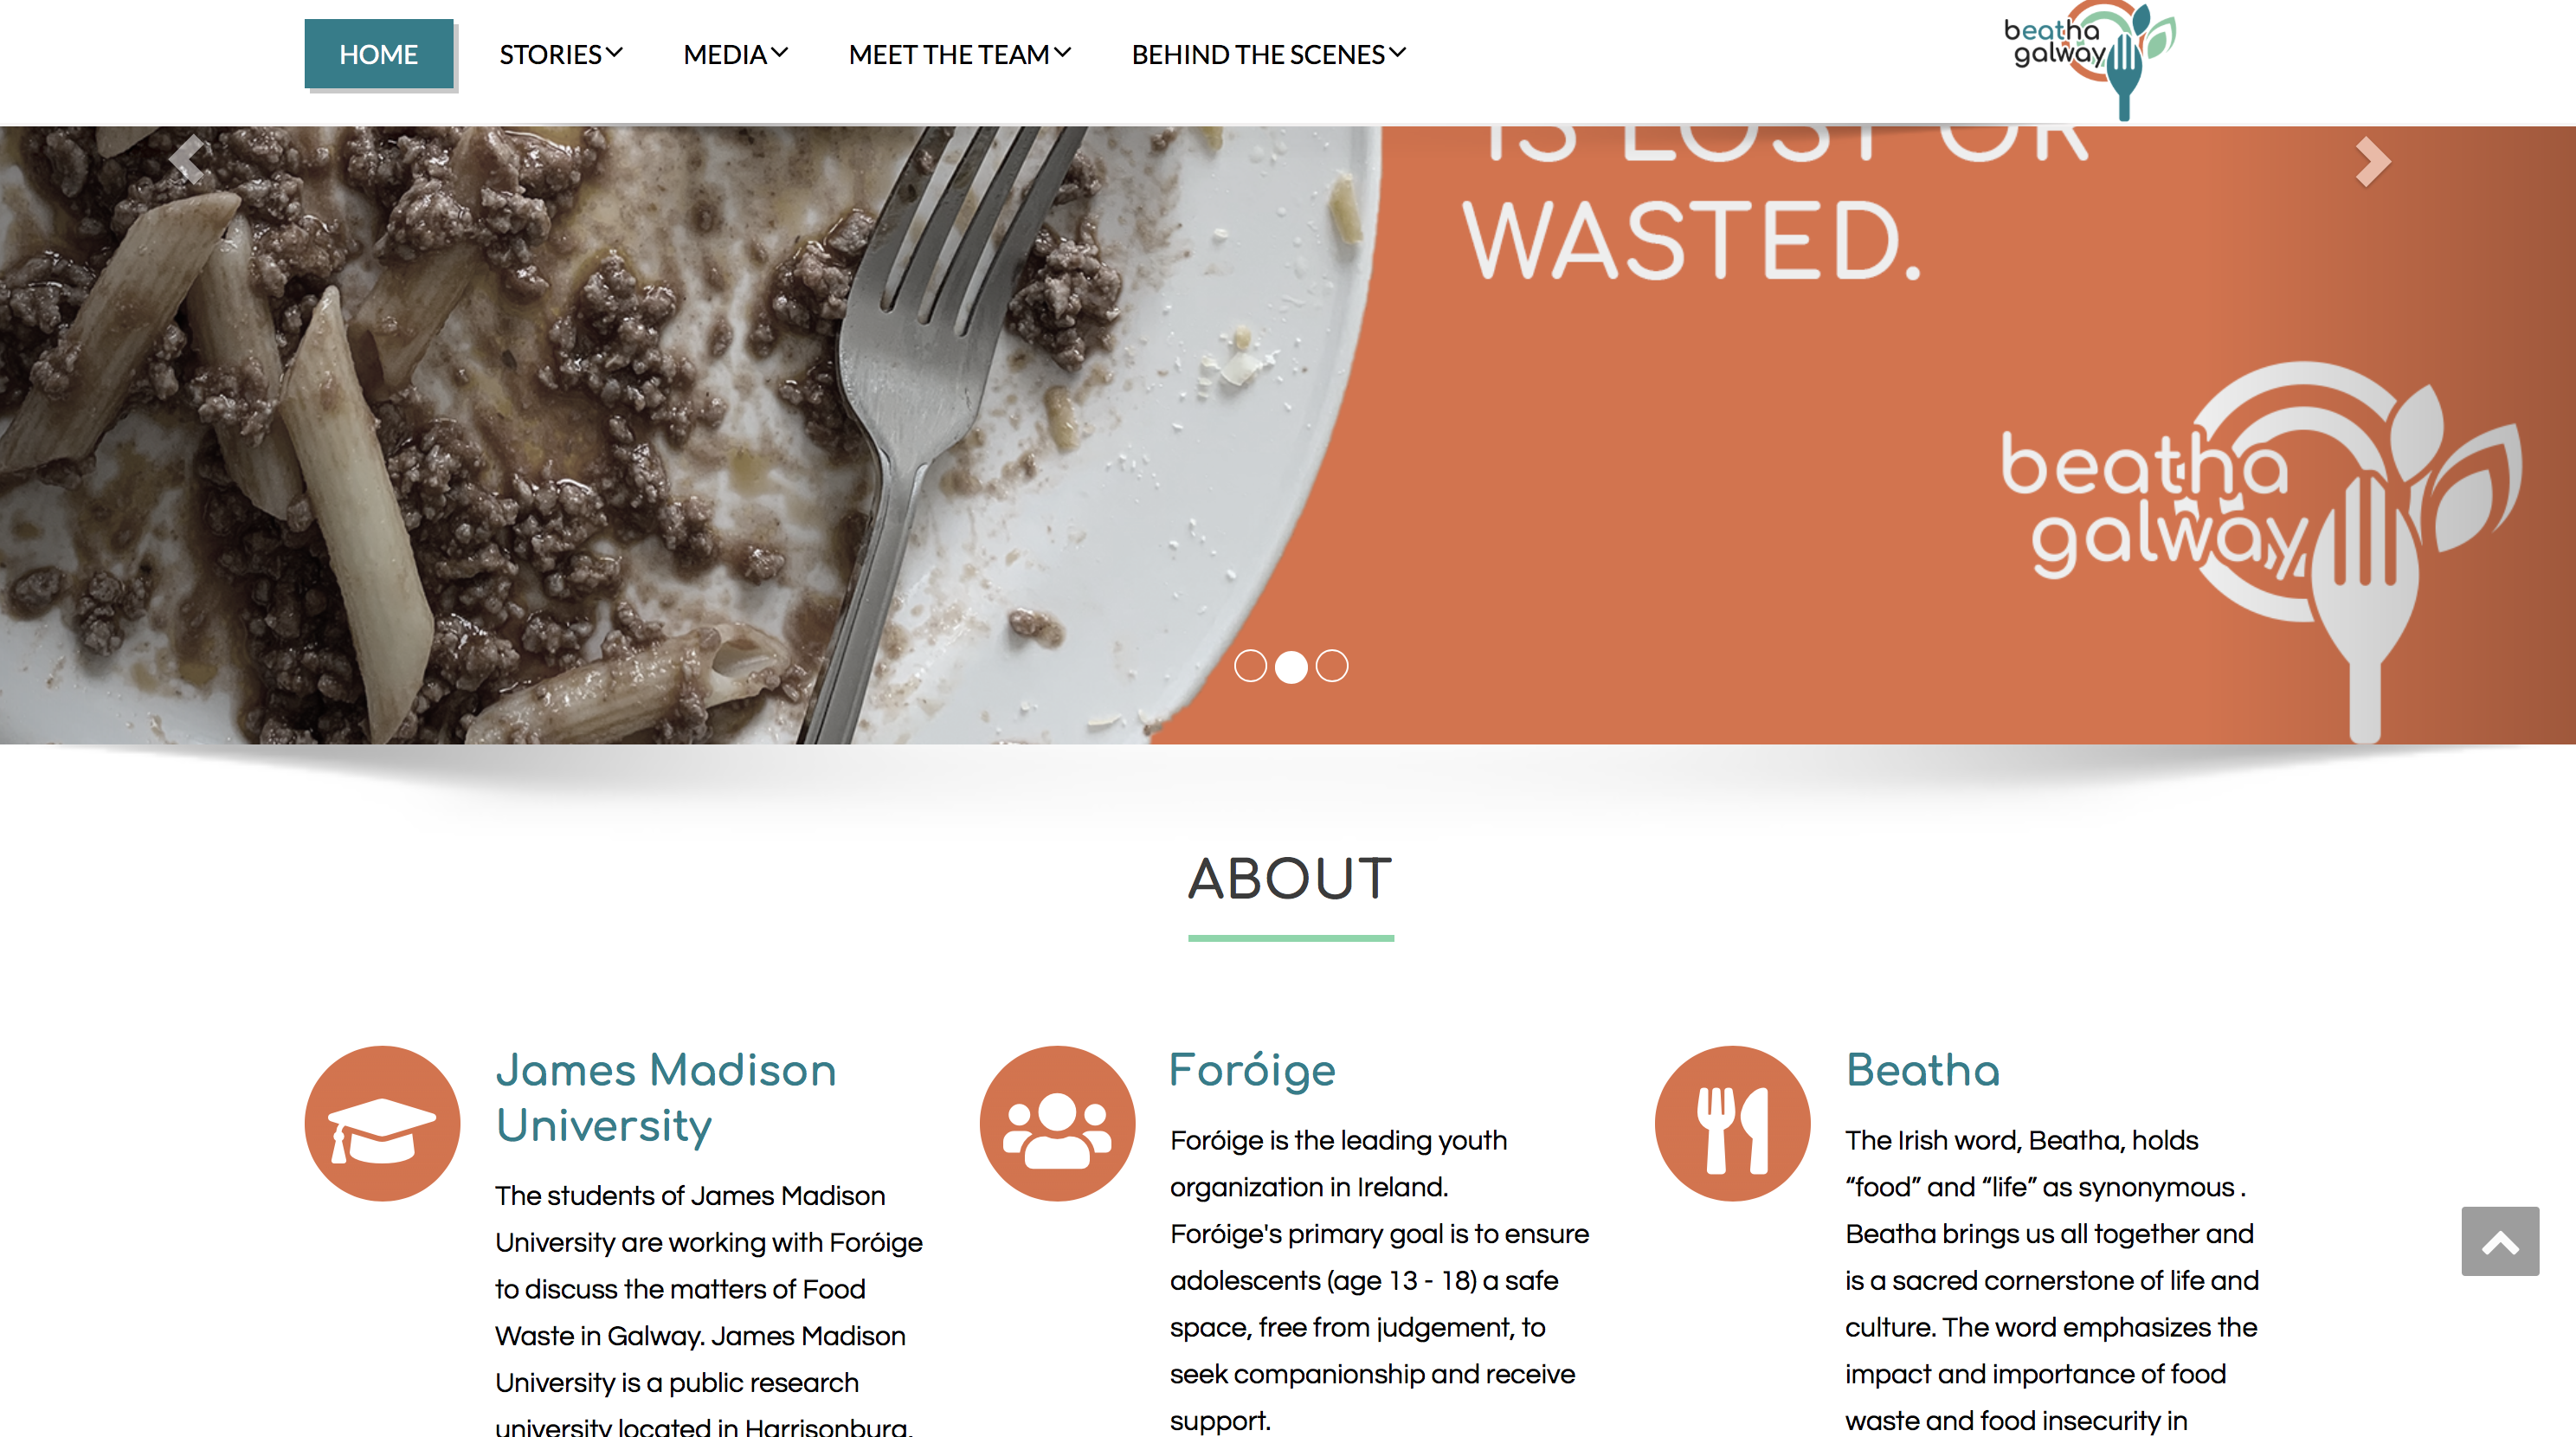 HOME STORIES MEDIA MEET THE TEAM BEHIND THE SCENES
beatha
galway
IS LOST OR
WASTED.
beatha
galway
ABOUT
James Madison
University
The students of James Madison
University are working with Foróige
to discuss the matters of Food
Waste in Galway. James Madison
University is a public research
university located in Harrisonburg,
Foróige
Foróige is the leading youth
organization in Ireland.
Foróige's primary goal is to ensure
adolescents (age 13 - 18) a safe
space, free from judgement, to
seek companionship and receive
support.
Beatha
The Irish word, Beatha, holds
“food” and “life” as synonymous .
Beatha brings us all together and
is a sacred cornerstone of life and
culture. The word emphasizes the
impact and importance of food
waste and food insecurity in